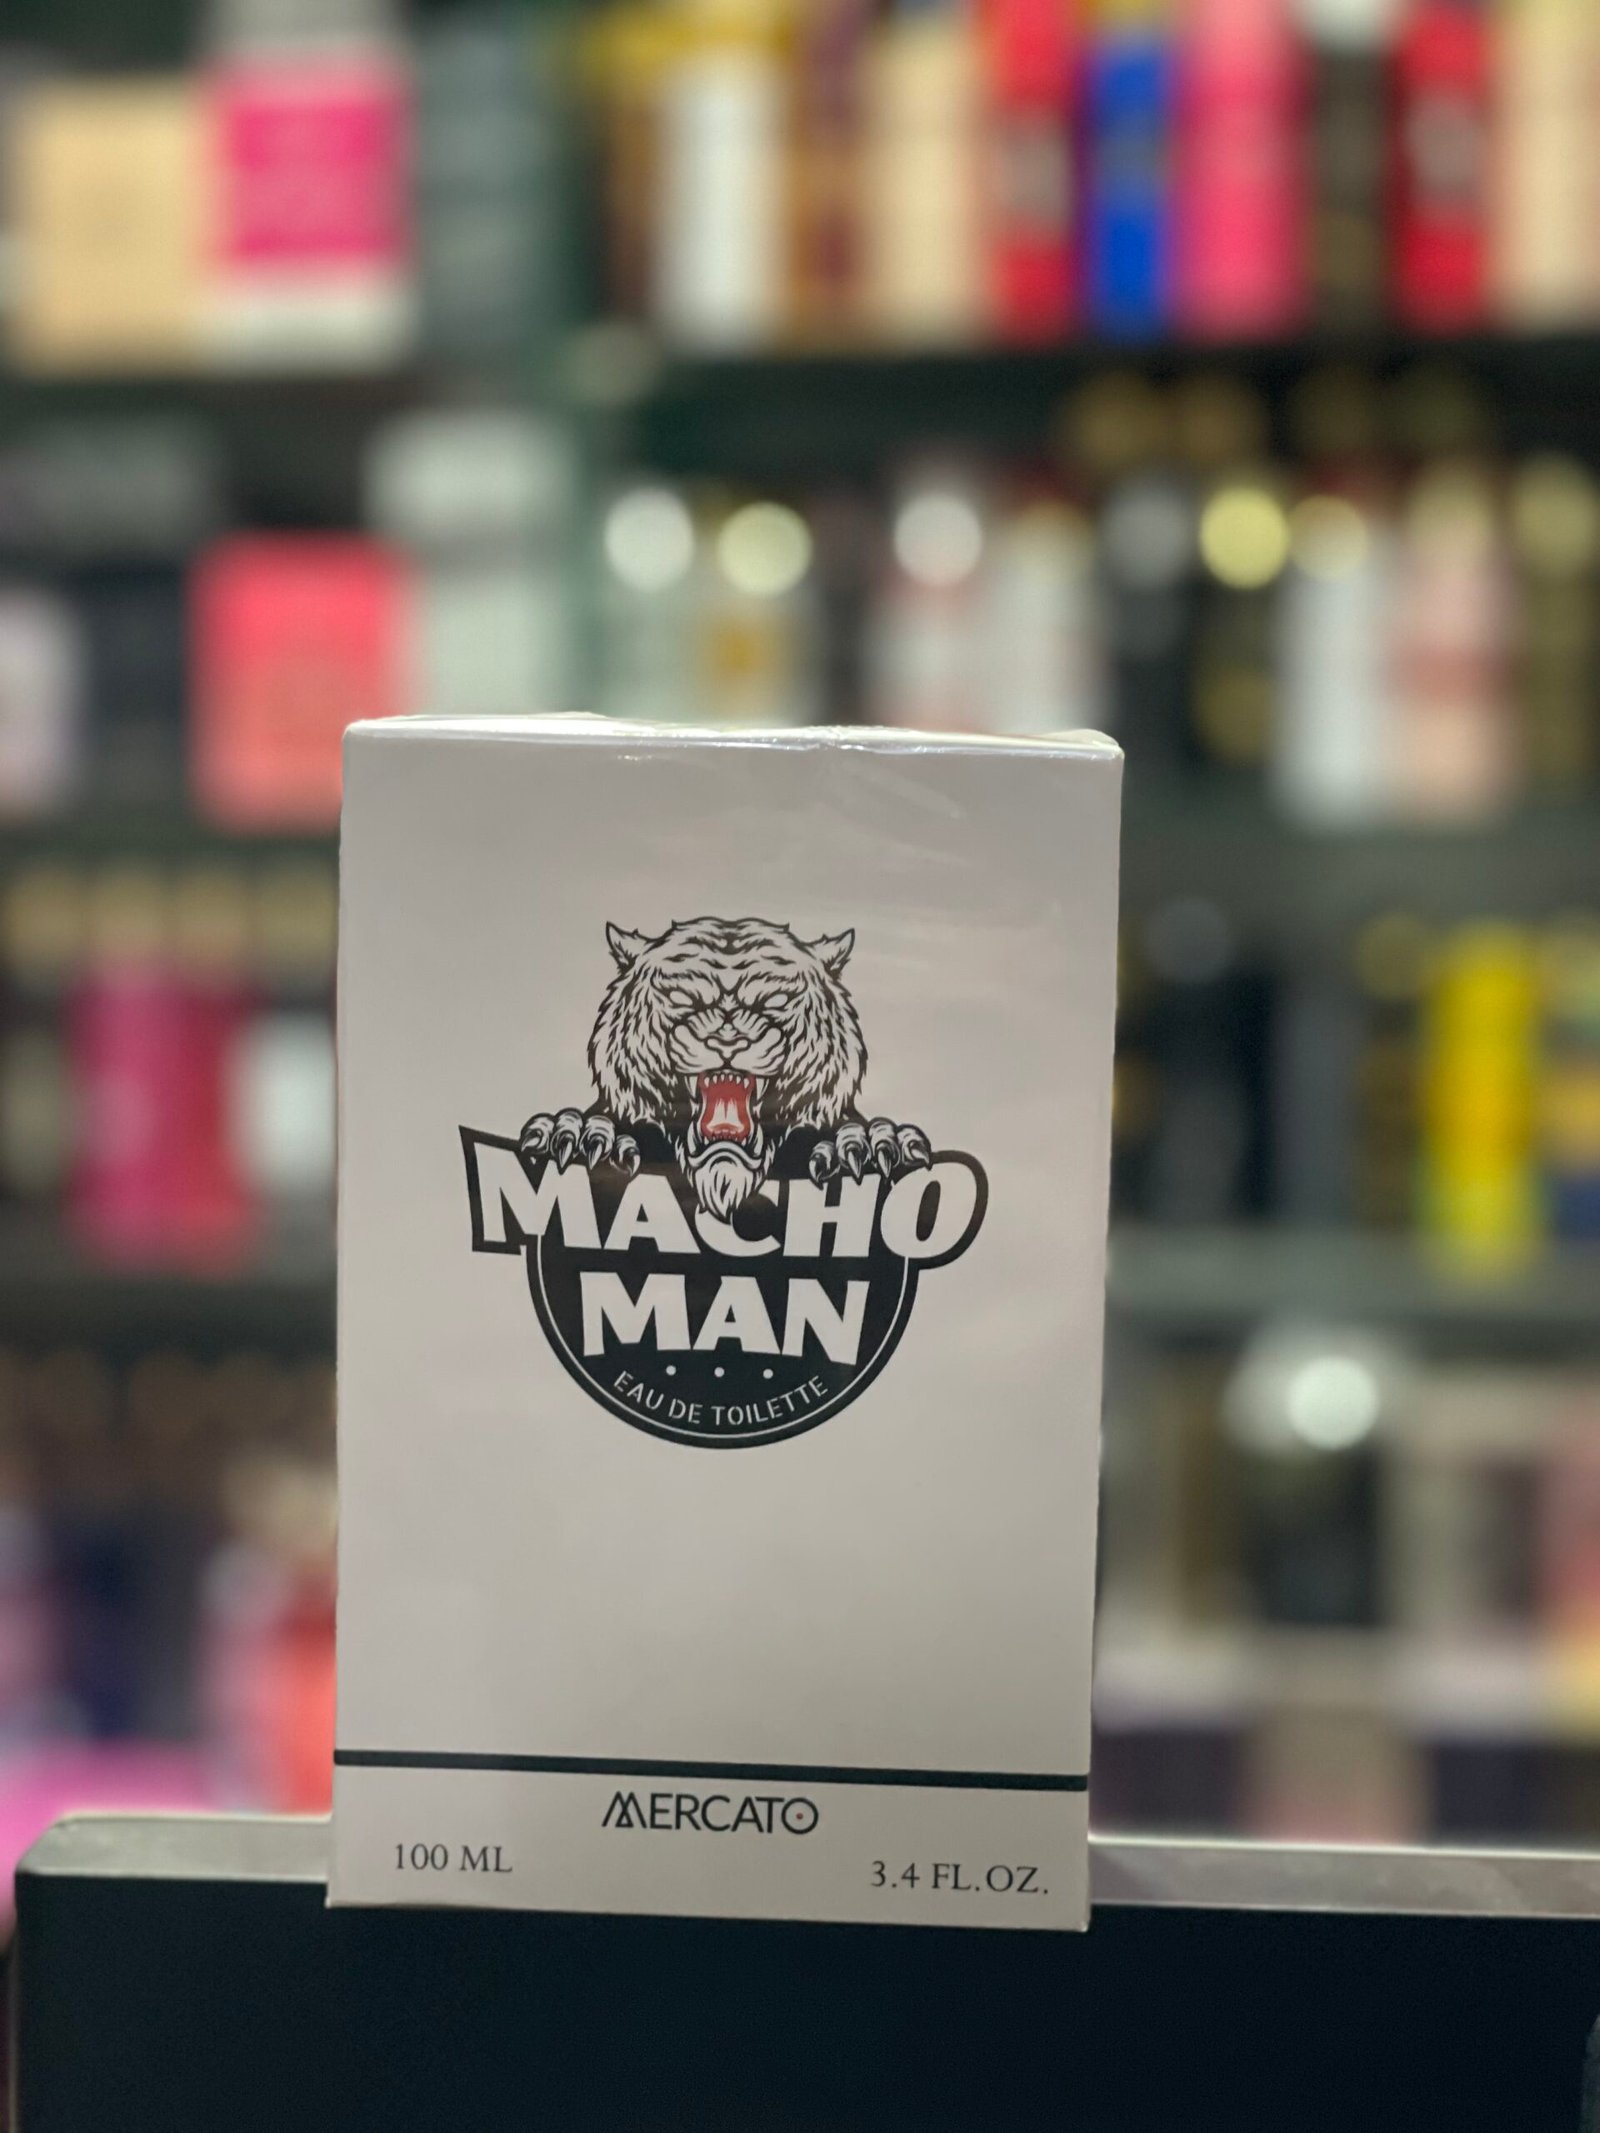 MACHO
MAN
EAU DE TOILETTE
MERCATO
100 ML
3.4 FL.OZ.